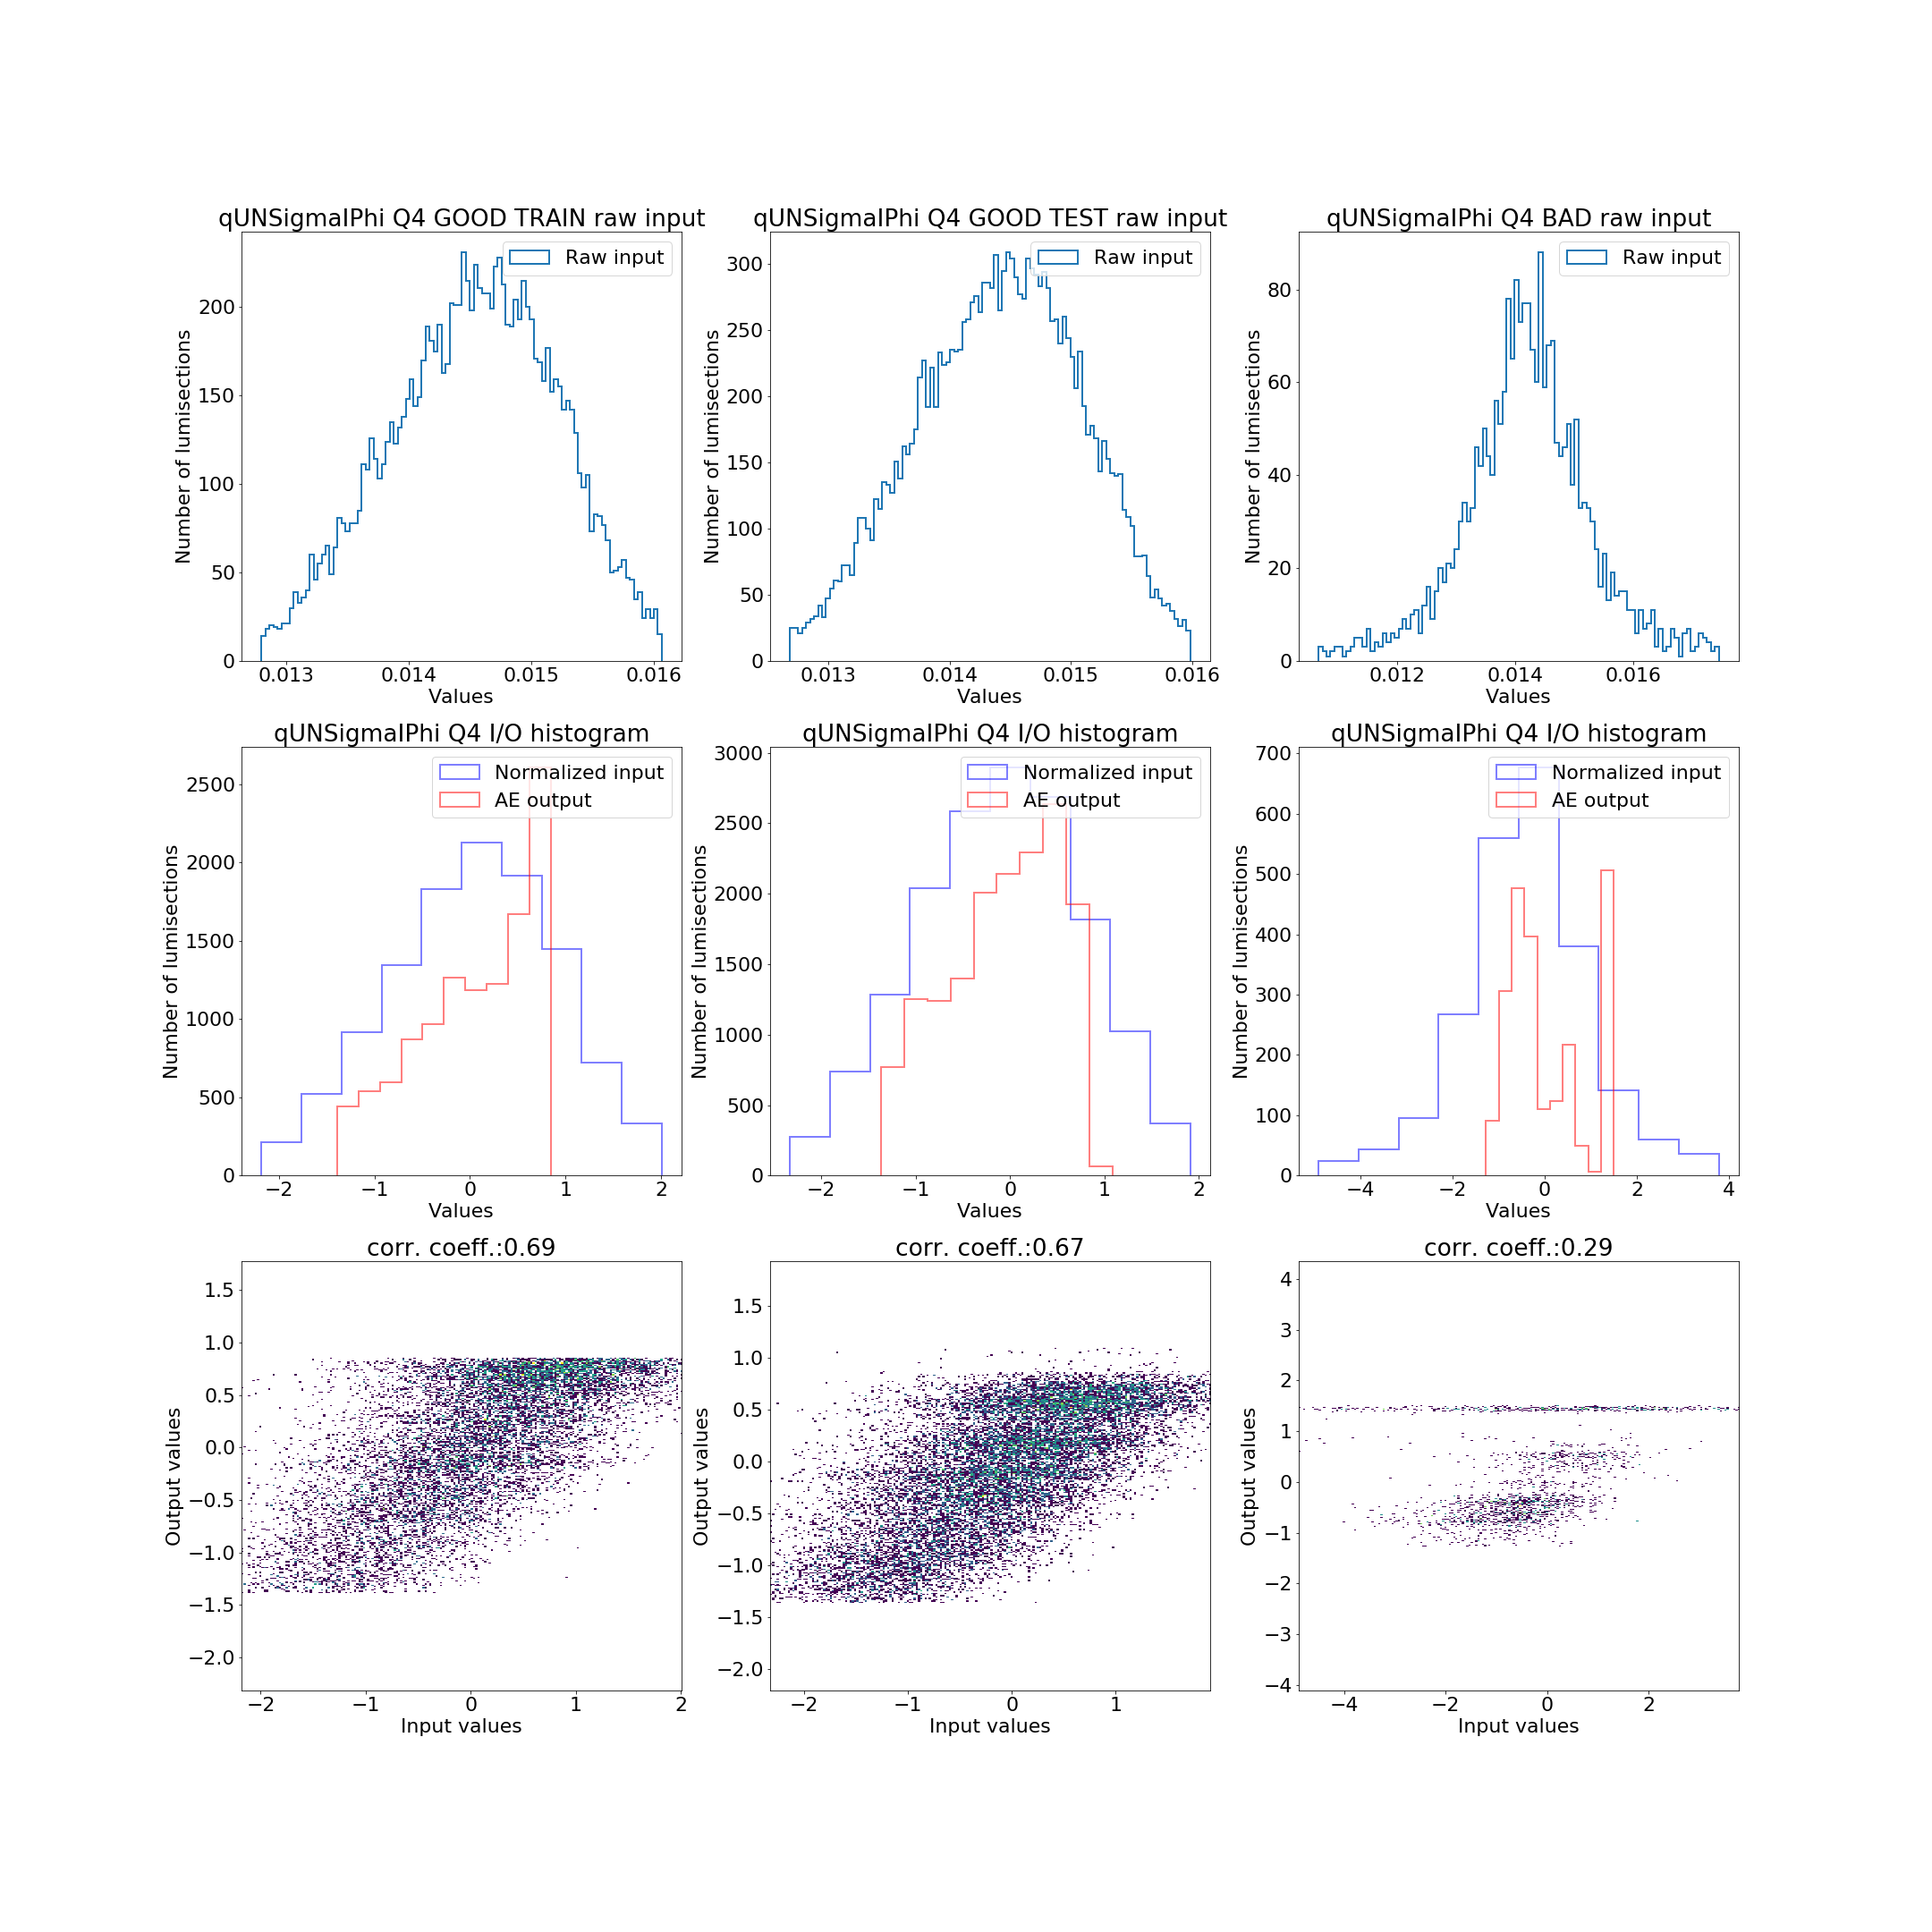 qUNSigmaIPhi Q4 GOOD TRAIN raw input
Raw input
200
150
100
50
0
Number of lumisections
0.013 0.014 0.015 0.016
Values
qUNSigmaIPhi Q4 GOOD TEST raw input
Raw input
300
250
200
150
100
50
0
Number of lumisections
0.013 0.014 0.015 0.016
Values
qUNSigmaIPhi Q4 BAD raw input
Raw input
80
60
40
20
0
Number of lumisections
0.012 0.014 0.016
Values
qUNSigmaIPhi Q4 I/O histogram
Normalized input
AE output
2500
2000
1500
1000
500
0
Number of lumisections
−2 −1 0 1 2
Values
qUNSigmaIPhi Q4 I/O histogram
Normalized input
AE output
3000
2500
2000
1500
1000
500
0
Number of lumisections
−2 −1 0 1 2
Values
qUNSigmaIPhi Q4 I/O histogram
Normalized input
AE output
700
600
500
400
300
200
100
0
Number of lumisections
−4 −2 0 2 4
Values
corr. coeff.:0.69
1.5
1.0
0.5
0.0
−0.5
−1.0
−1.5
−2.0
Output values
−2 −1 0 1 2
Input values
corr. coeff.:0.67
1.5
1.0
0.5
0.0
−0.5
−1.0
−1.5
−2.0
Output values
−2 −1 0 1
Input values
corr. coeff.:0.29
4
3
2
1
0
−1
−2
−3
−4
Output values
−4 −2 0 2
Input values